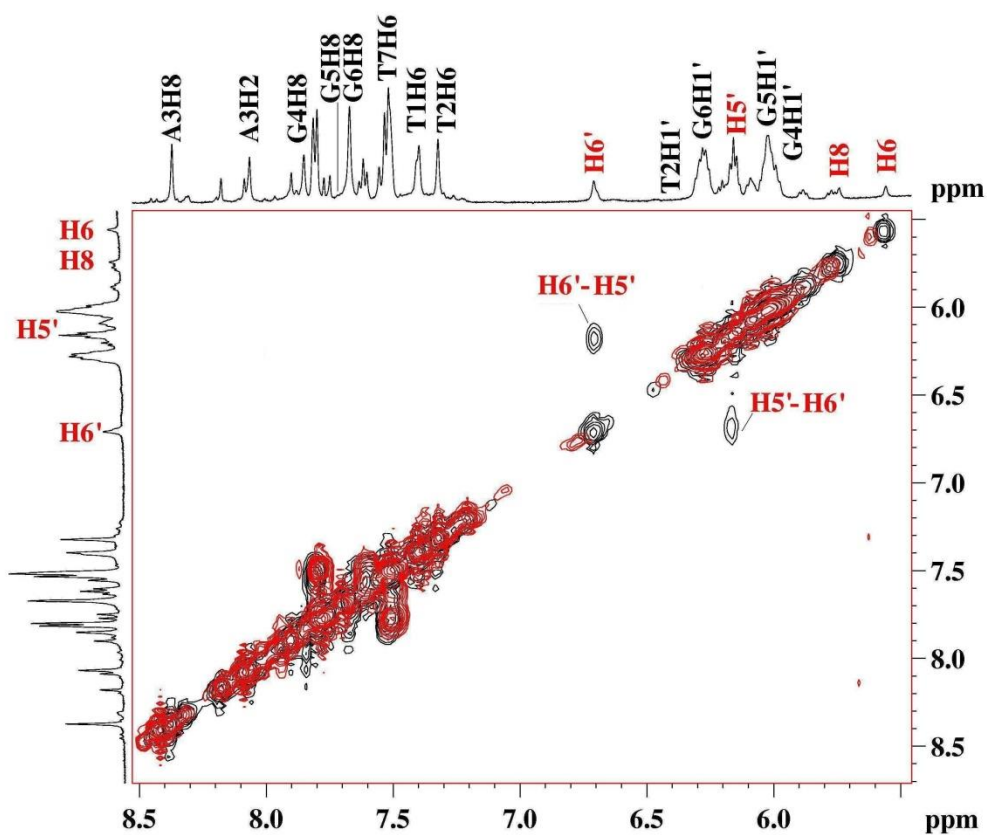 A3H8
A3H2
G4H8
G5H8
G6H8
T7H6
T1H6
T2H6
H6'
T2H1'
G6H1'
H5'
G5H1'
G4H1'
H8
H6
ppm
H6
H8
H5'
H6'
H6'-H5'
H5'-H6'
6.0
6.5
7.0
7.5
8.0
8.5
8.5
8.0
7.5
7.0
6.5
6.0
ppm